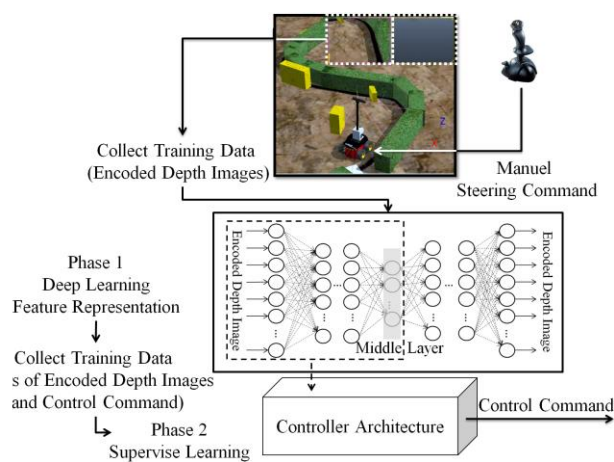 Z
X
Collect Training Data
(Encoded Depth Images)
Manuel
Steering Command
Encoded Depth Image
Encoded Depth Image
Middle Layer
Phase 1
Deep Learning
Feature Representation
Collect Training Data
s of Encoded Depth Images
and Control Command)
Phase 2
Supervise Learning
Controller Architecture
Control Command